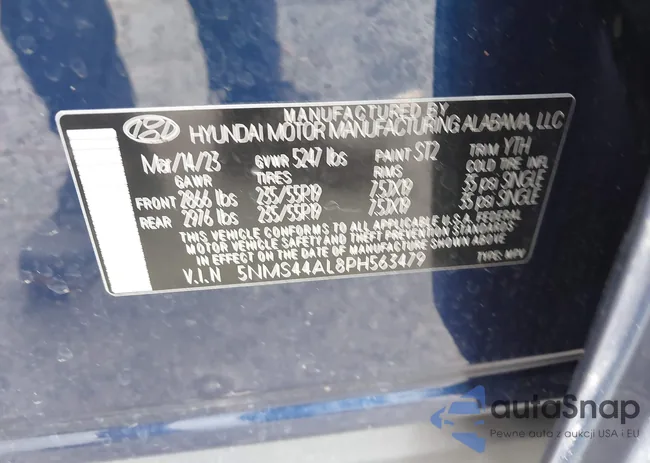 MANUFACTURED BY
HYUNDAI MOTOR MANUFACTURING ALABAMA, LLC
Mar/14/23 GVWR 5247 lbs PAINT ST2 TRIM YTH
GAWR TIRES RIMS COLD TIRE INFL
FRONT 2866 lbs 235/55R19 7.5JX19 35 psi SINGLE
REAR 2976 lbs 235/55R19 7.5JX19 35 psi SINGLE
THIS VEHICLE CONFORMS TO ALL APPLICABLE U.S.A. FEDERAL
MOTOR VEHICLE SAFETY AND THEFT PREVENTION STANDARDS
IN EFFECT ON THE DATE OF MANUFACTURE SHOWN ABOVE.
V.I.N 5NMS44AL8PH563479 TYPE: MPV
autoSnap
Pewne auto z aukcji USA i EU